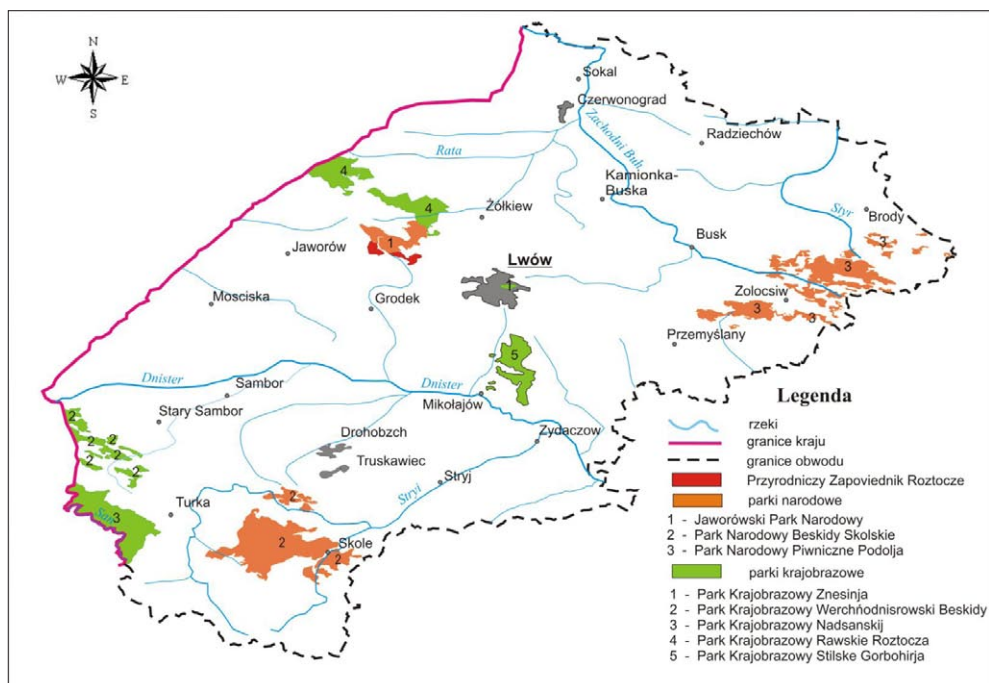 N
W E
S
Sokal
Czerwonograd
Zachodni Buh
Radziechów
Rata
4
Kamionka-
Buska
4
Żółkiew
Styr
Brody
1
Jaworów
Busk
3
Lwów
3
1
Zolocsiw
Mosciska
Grodek
3
3
Przemyślany
5
Dnister
Sambor
Dnister
Legenda
Mikołajów
Stary Sambor
2
2
2
2
2
2
Drohobzch
Zydaczow
Truskawiec
Stryj
Stryi
Turka
2
3
San
2
Skole
2
rzeki
granice kraju
granice obwodu
Przyrodniczy Zapoviednik Roztocze
parki narodowe
1 - Jaworówski Park Narodowy
2 - Park Narodowy Beskidy Skolskie
3 - Park Narodowy Piwniczne Podolja
parki krajobrazowe
1 - Park Krajobrazowy Znesinja
2 - Park Krajobrazowy Werchńodnisrowski Beskidy
3 - Park Krajobrazowy Nadsanskij
4 - Park Krajobrazowy Rawskie Roztocza
5 - Park Krajobrazowy Stilske Gorbohirja